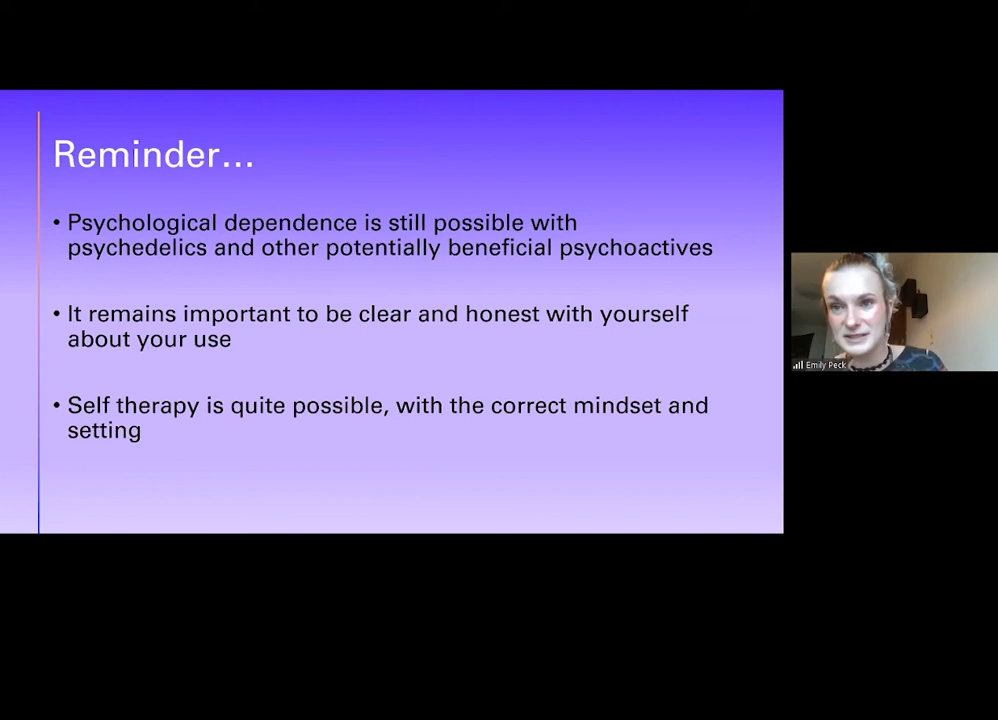 Reminder...
• Psychological dependence is still possible with
psychedelics and other potentially beneficial psychoactives
• It remains important to be clear and honest with yourself
about your use
• Self therapy is quite possible, with the correct mindset and
setting
Emily Peck